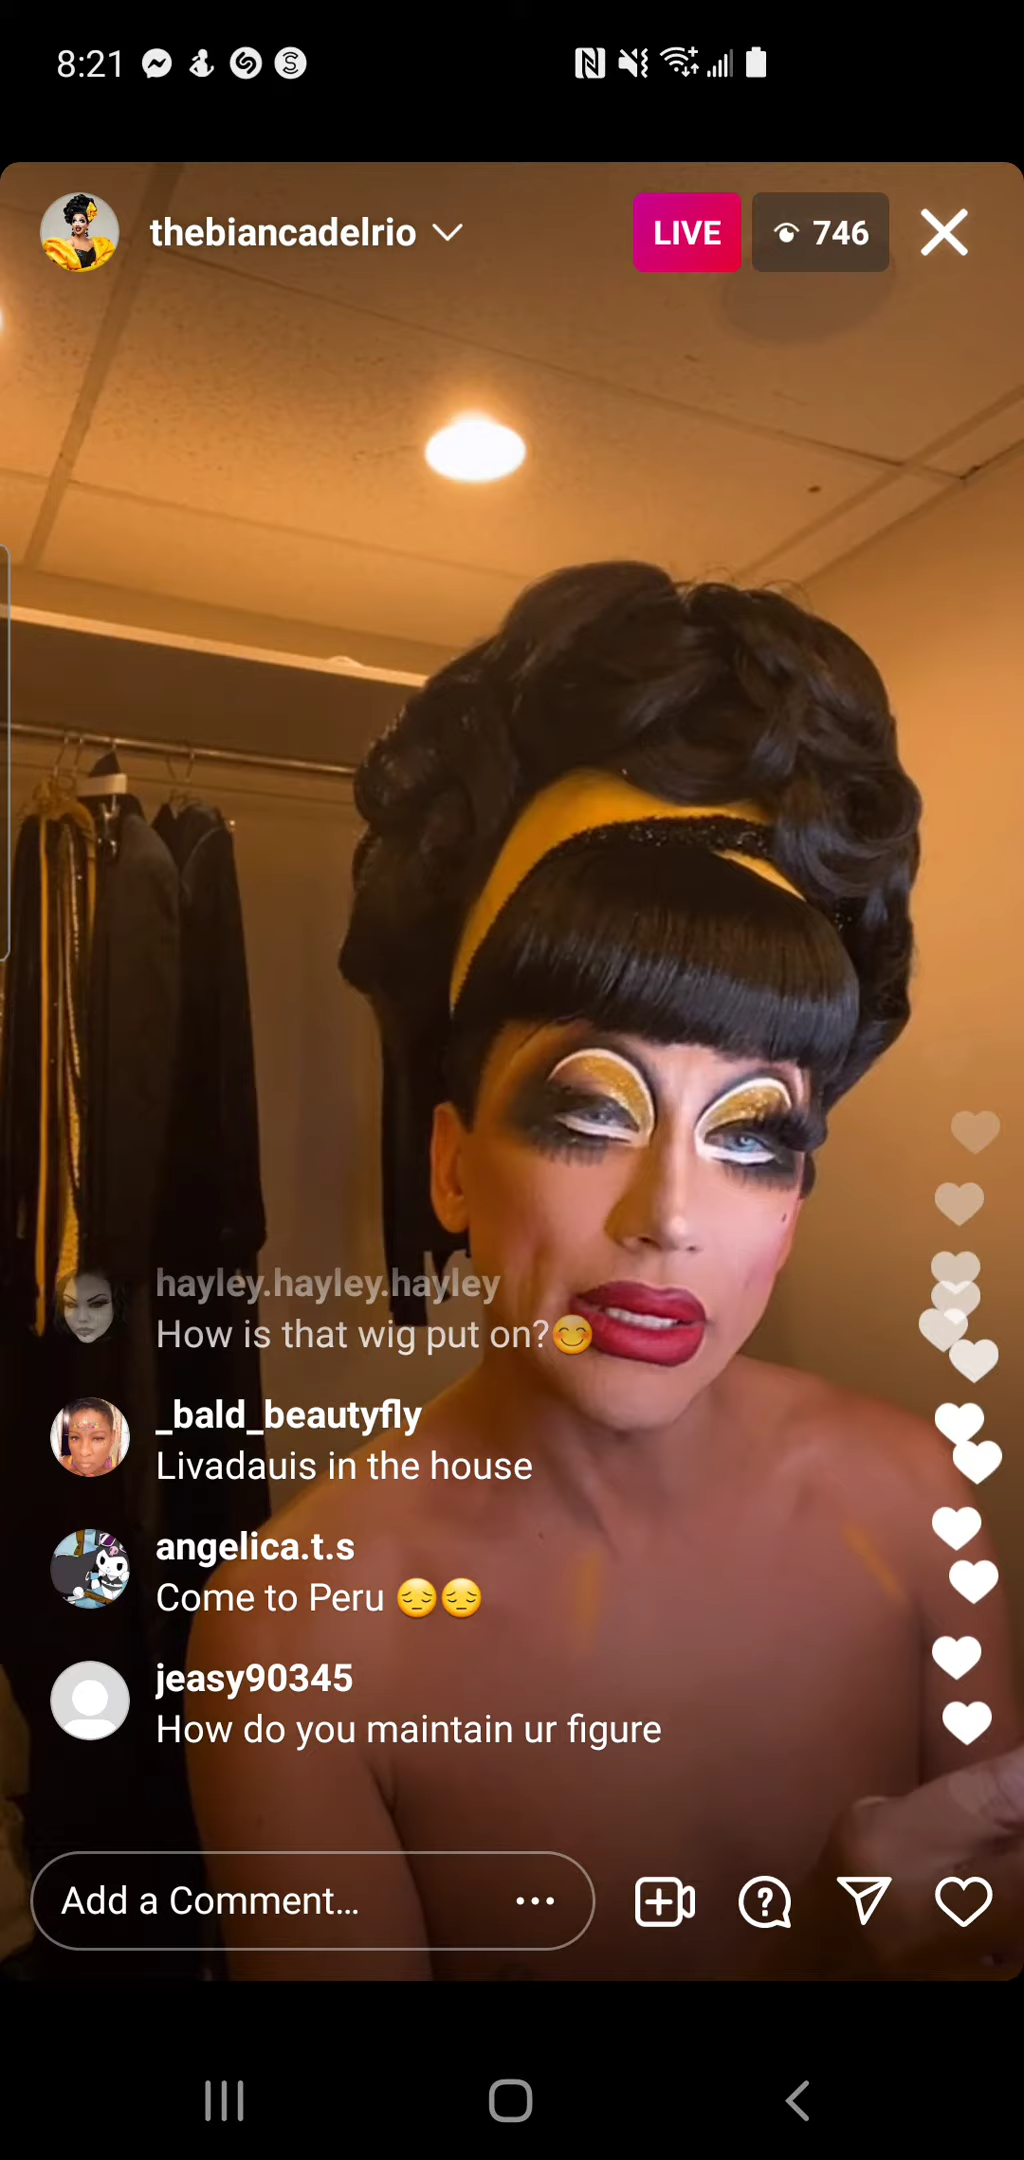 8:21
thebiancadelrio
LIVE
746
hayley.hayley.hayley
How is that wig put on?😊
_bald_beautyfly
Livadauis in the house
angelica.t.s
Come to Peru 😔😔
jeasy90345
How do you maintain ur figure
Add a Comment...